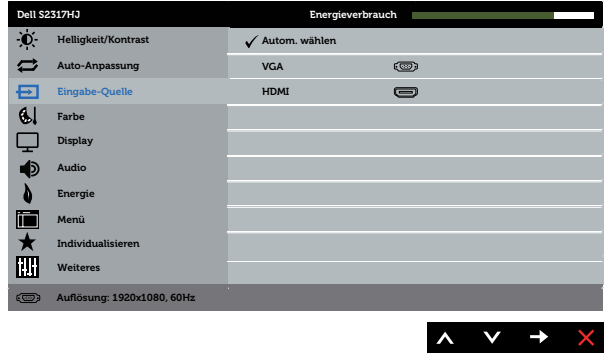 Dell S2317HJ Energieverbrauch
Helligkeit/Kontrast Autom. wählen
Auto-Anpassung VGA
Eingabe-Quelle HDMI
Farbe
Display
Audio
Energie
Menü
Individualisieren
Weiteres
Auflösung: 1920x1080, 60Hz